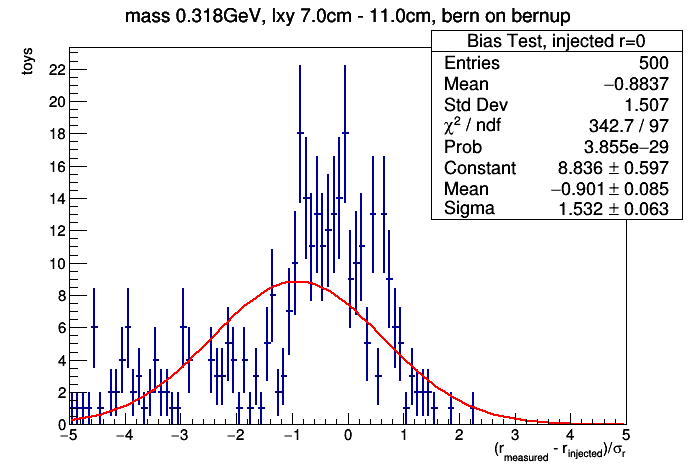 mass 0.318GeV, lxy 7.0cm - 11.0cm, bern on bernup
toys
Bias Test, injected r=0
Entries 500
Mean −0.8837
Std Dev 1.507
χ² / ndf 342.7 / 97
Prob 3.855e−29
Constant 8.836 ± 0.597
Mean −0.901 ± 0.085
Sigma 1.532 ± 0.063
22
20
18
16
14
12
10
8
6
4
2
0
−5 −4 −3 −2 −1 0 1 2 3 4 5
(r_measured - r_injected)/σ_r